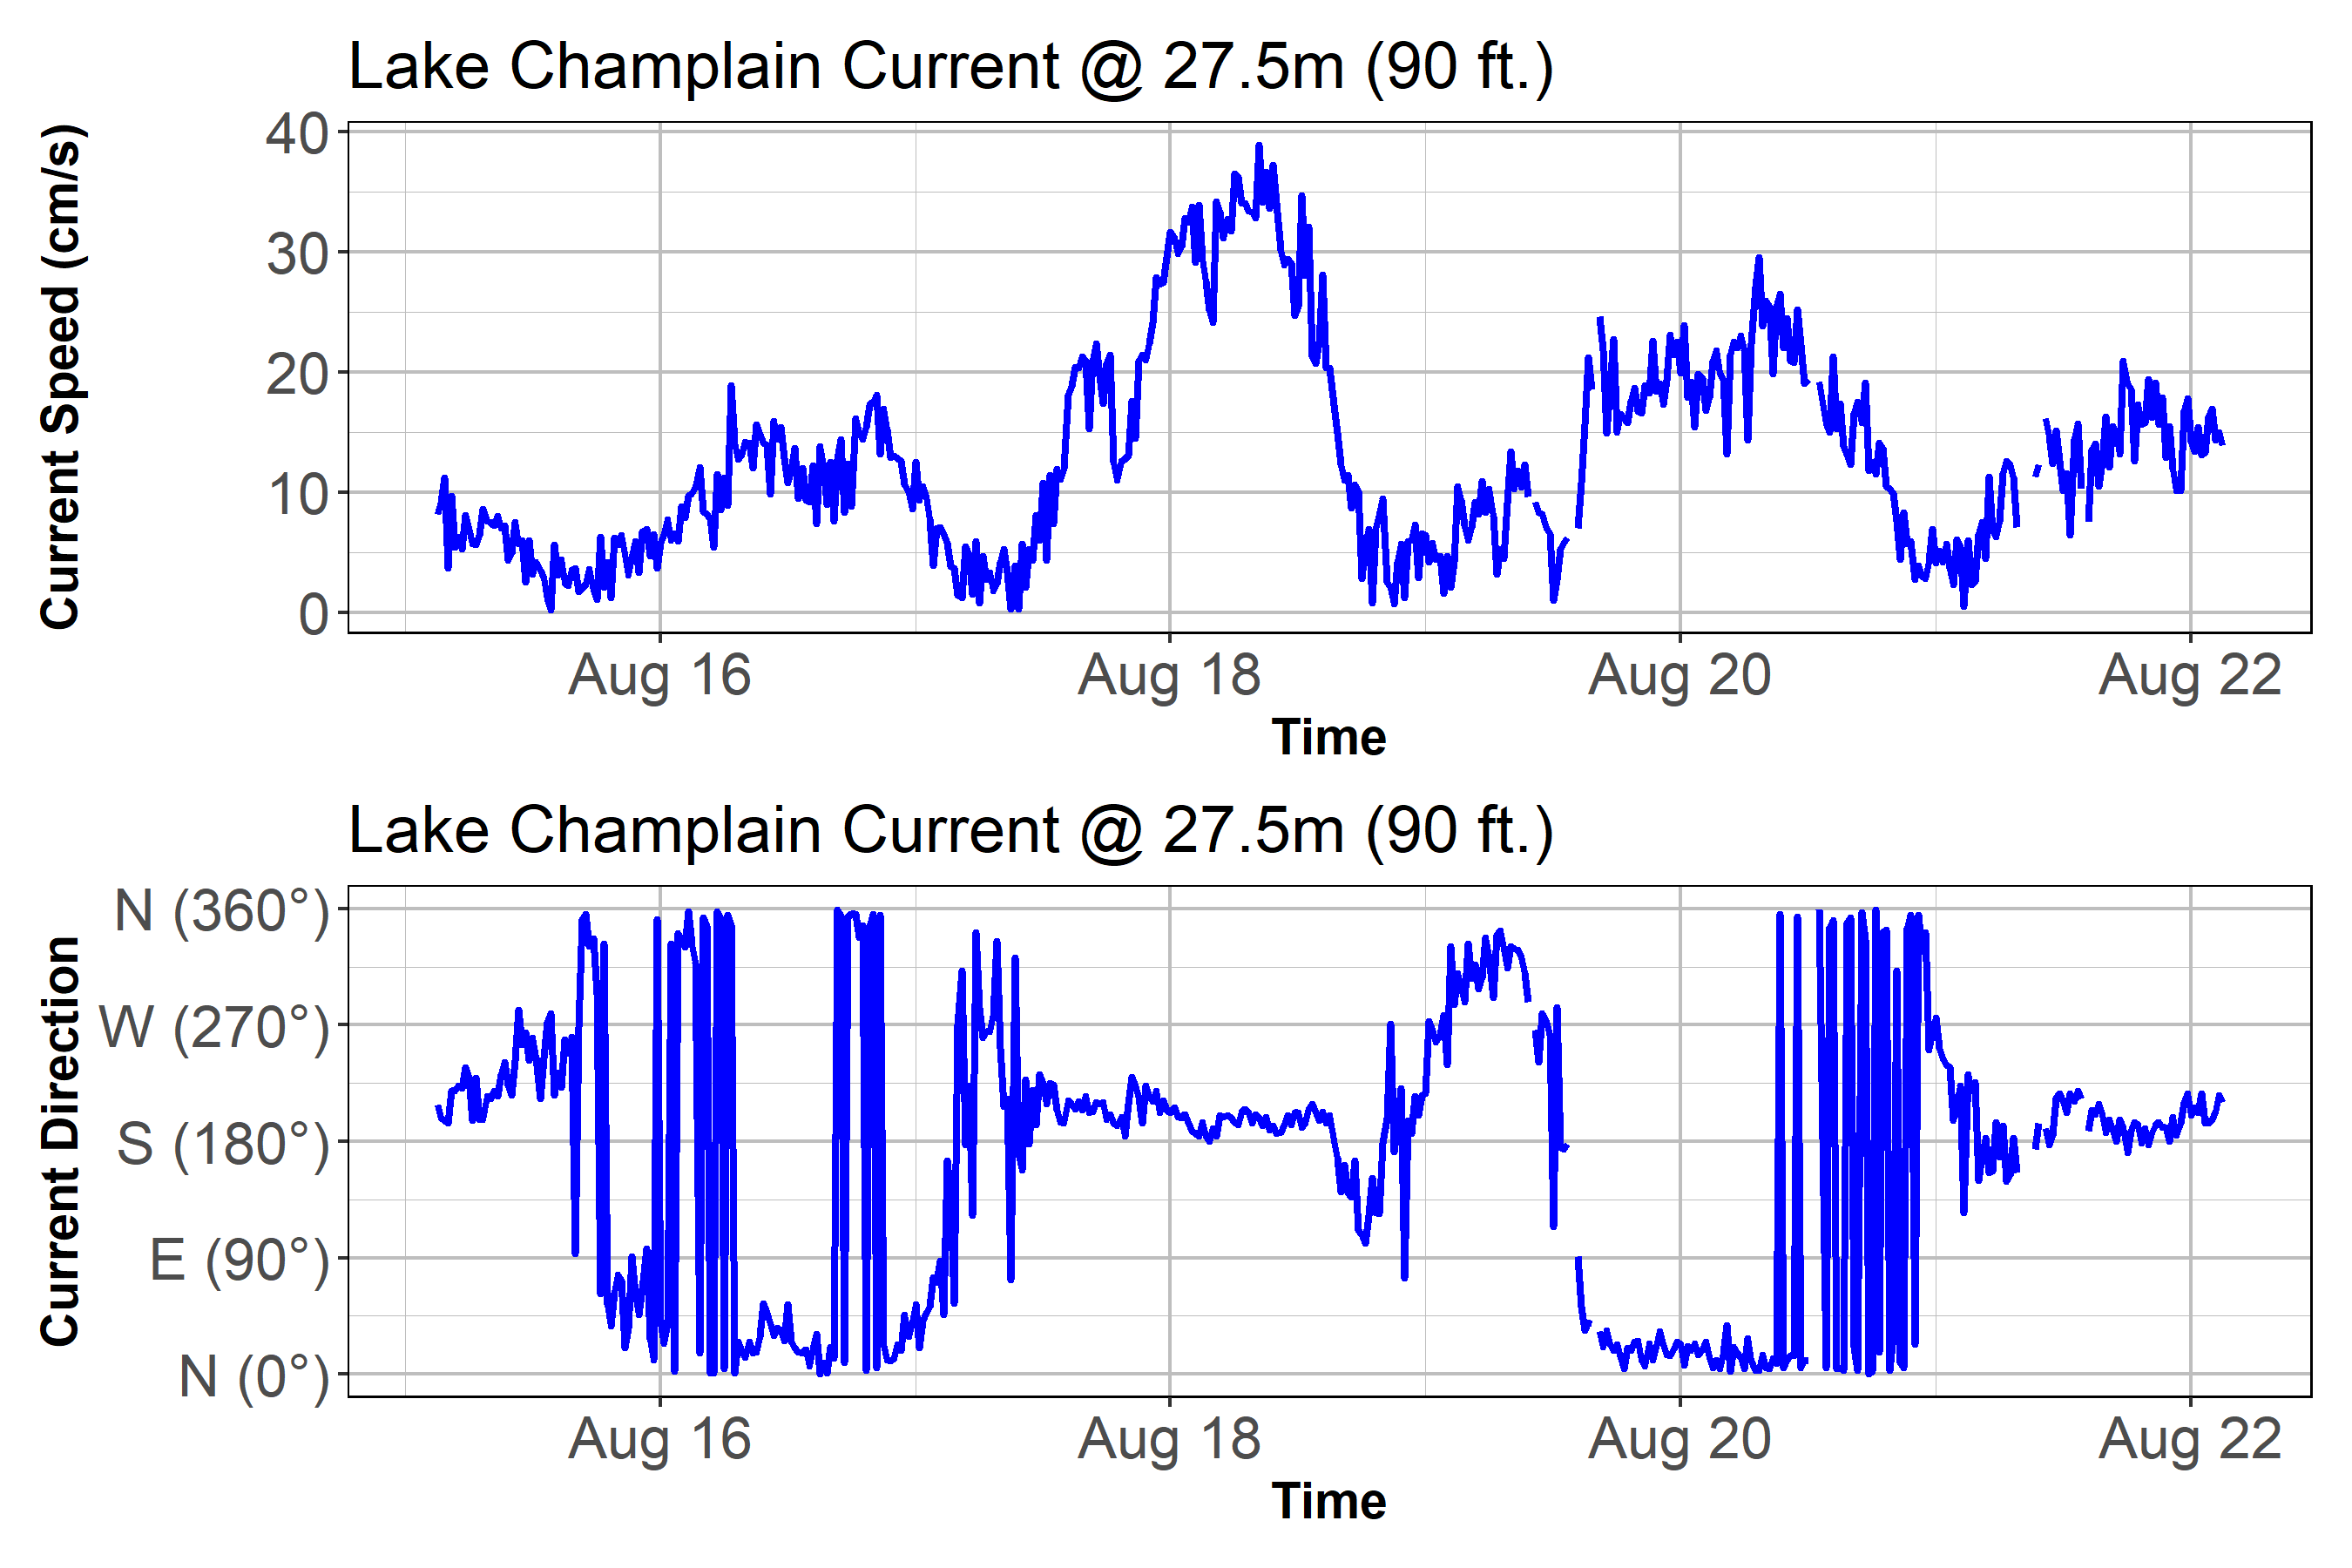 Lake Champlain Current @ 27.5m (90 ft.)
Current Speed (cm/s)
40
30
20
10
0
Aug 16 Aug 18 Aug 20 Aug 22
Time
Lake Champlain Current @ 27.5m (90 ft.)
Current Direction
N (360°)
W (270°)
S (180°)
E (90°)
N (0°)
Aug 16 Aug 18 Aug 20 Aug 22
Time